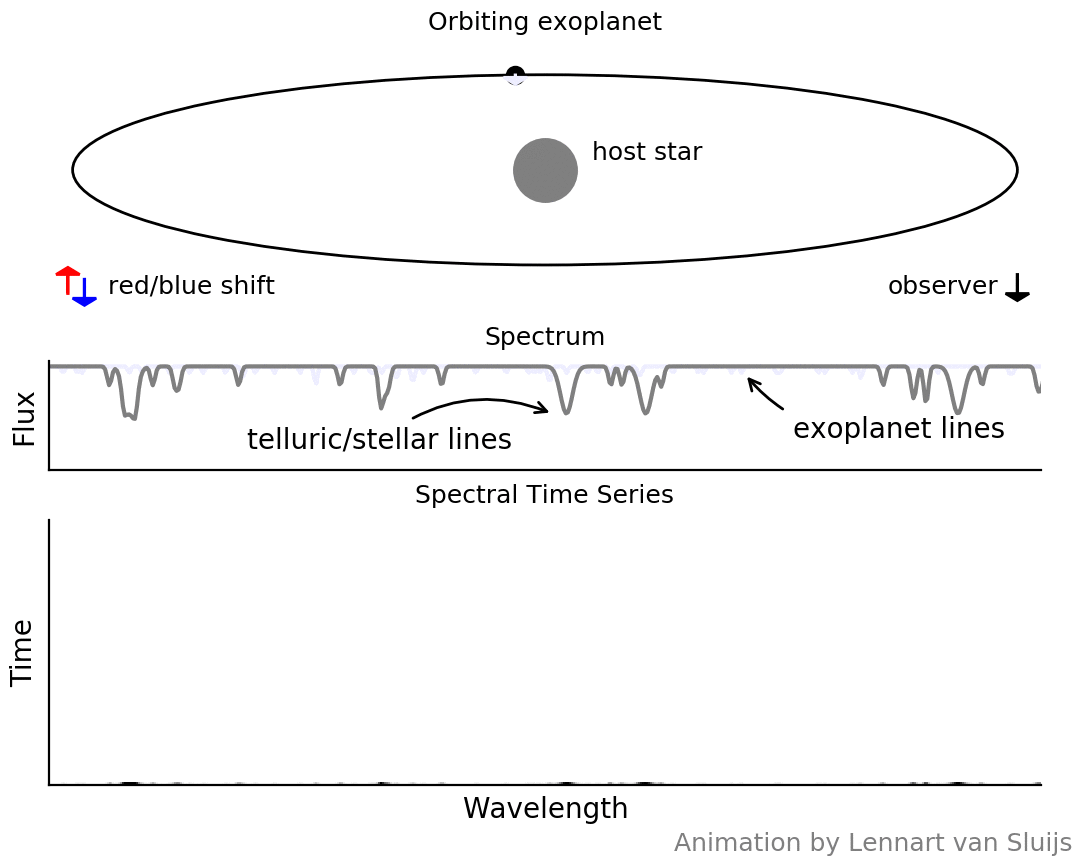 Orbiting exoplanet
host star
red/blue shift
observer
Spectrum
Flux
telluric/stellar lines
exoplanet lines
Spectral Time Series
Time
Wavelength
Animation by Lennart van Sluijs